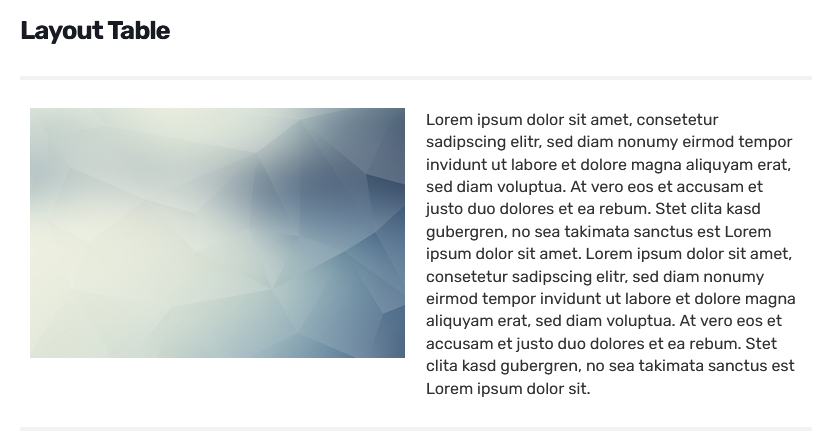 Layout Table
Lorem ipsum dolor sit amet, consetetur
sadipscing elitr, sed diam nonumy eirmod tempor
invidunt ut labore et dolore magna aliquyam erat,
sed diam voluptua. At vero eos et accusam et
justo duo dolores et ea rebum. Stet clita kasd
gubergren, no sea takimata sanctus est Lorem
ipsum dolor sit amet. Lorem ipsum dolor sit amet,
consetetur sadipscing elitr, sed diam nonumy
eirmod tempor invidunt ut labore et dolore magna
aliquyam erat, sed diam voluptua. At vero eos et
accusam et justo duo dolores et ea rebum. Stet
clita kasd gubergren, no sea takimata sanctus est
Lorem ipsum dolor sit.